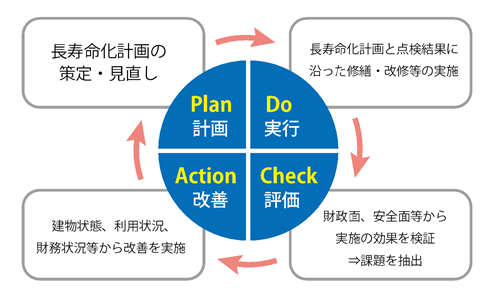 長寿命化計画の
策定・見直し
長寿命化計画と点検結果に
沿った修繕・改修等の実施
Plan
計画
Do
実行
Action
改善
Check
評価
建物状態、利用状況、
財務状況等から改善を実施
財政面、安全面等から
実施の効果を検証
⇒課題を抽出